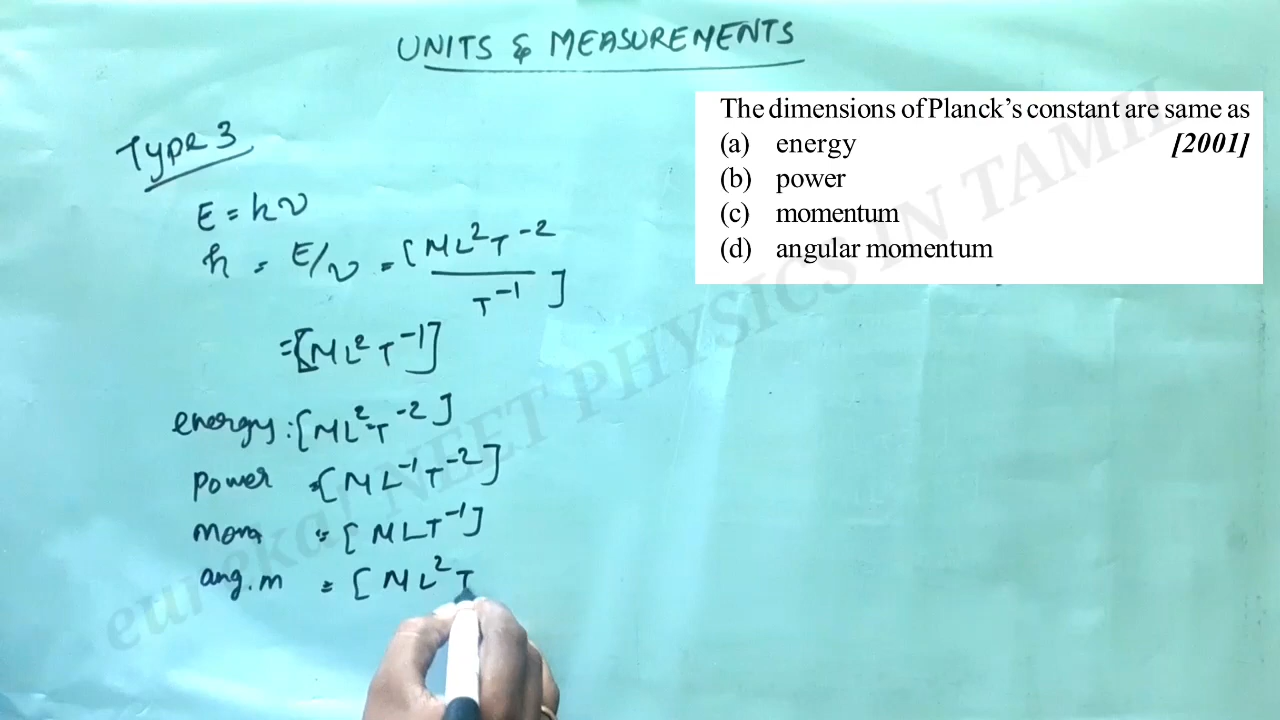 UNITS & MEASUREMENTS
Type 3
E = hν
h = E/ν = [ML²T⁻² / T⁻¹]
= [ML²T⁻¹]
energy : [ML²T⁻²]
Power = [ML⁻¹T⁻²]
Mom = [MLT⁻¹]
ang. m = [ML²T
The dimensions of Planck's constant are same as
(a) energy [2001]
(b) power
(c) momentum
(d) angular momentum
eureka! NEET PHYSICS IN TAMIL